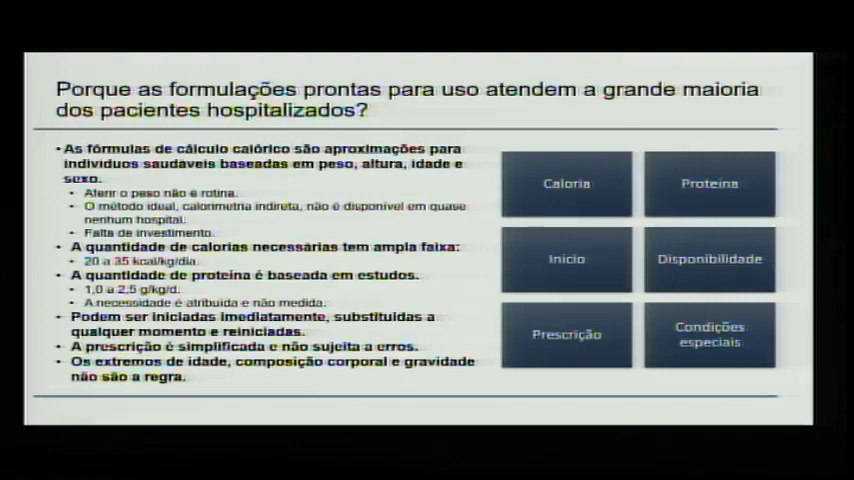 Porque as formulações prontas para uso atendem a grande maioria
dos pacientes hospitalizados?
• As fórmulas de cálculo calórico são aproximações para
indivíduos saudáveis baseadas em peso, altura, idade e
sexo.
• Aferir o peso não é rotina.
• O método ideal, calorimetria indireta, não é disponível em quase
nenhum hospital.
• Falta de investimento.
• A quantidade de calorias necessárias tem ampla faixa:
• 20 a 35 kcal/kg/dia.
• A quantidade de proteína é baseada em estudos.
• 1,0 a 2,5 g/kg/d.
• A necessidade é atribuída e não medida.
• Podem ser iniciadas imediatamente, substituídas a
qualquer momento e reiniciadas.
• A prescrição é simplificada e não sujeita a erros.
• Os extremos de idade, composição corporal e gravidade
não são a regra.
Caloria
Proteína
Início
Disponibilidade
Prescrição
Condições
especiais